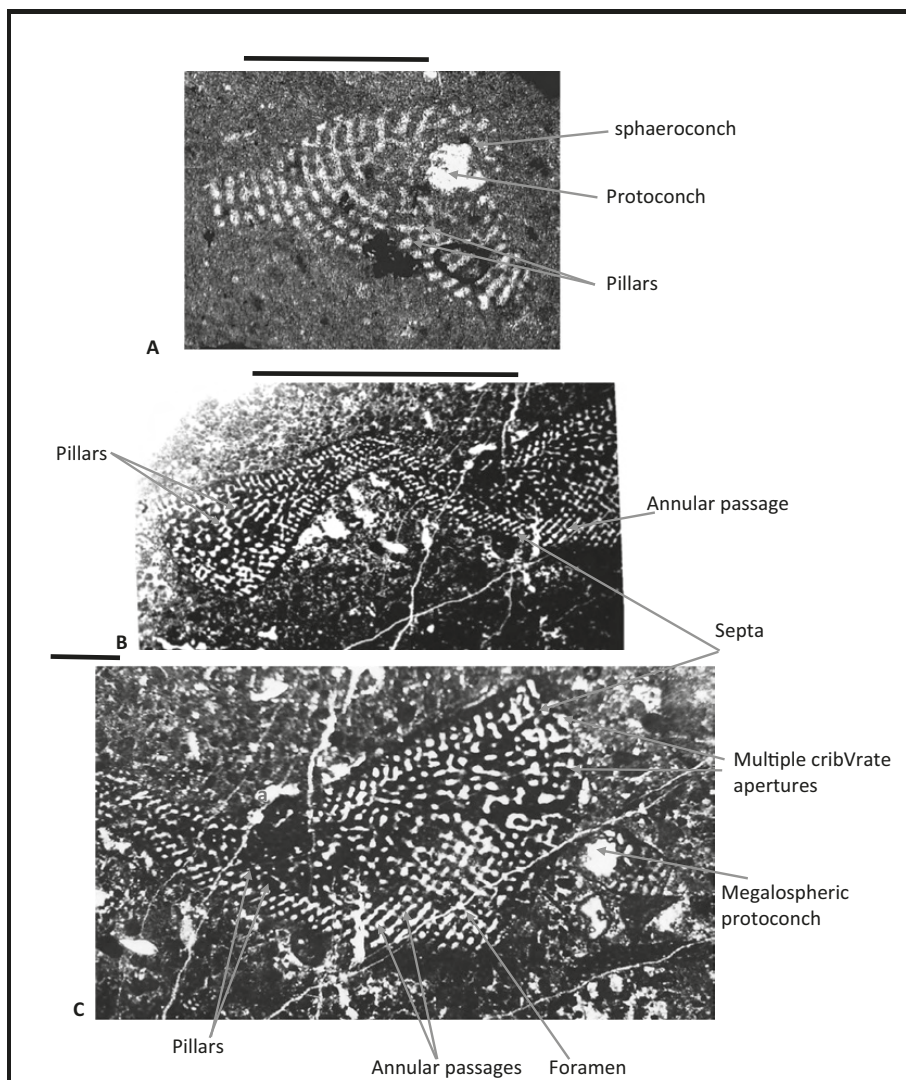 sphaeroconch
Protoconch
Pillars
A
Pillars
Annular passage
B
Septa
Multiple cribVrate
apertures
a
Megalospheric
protoconch
C
Pillars
Annular passages
Foramen